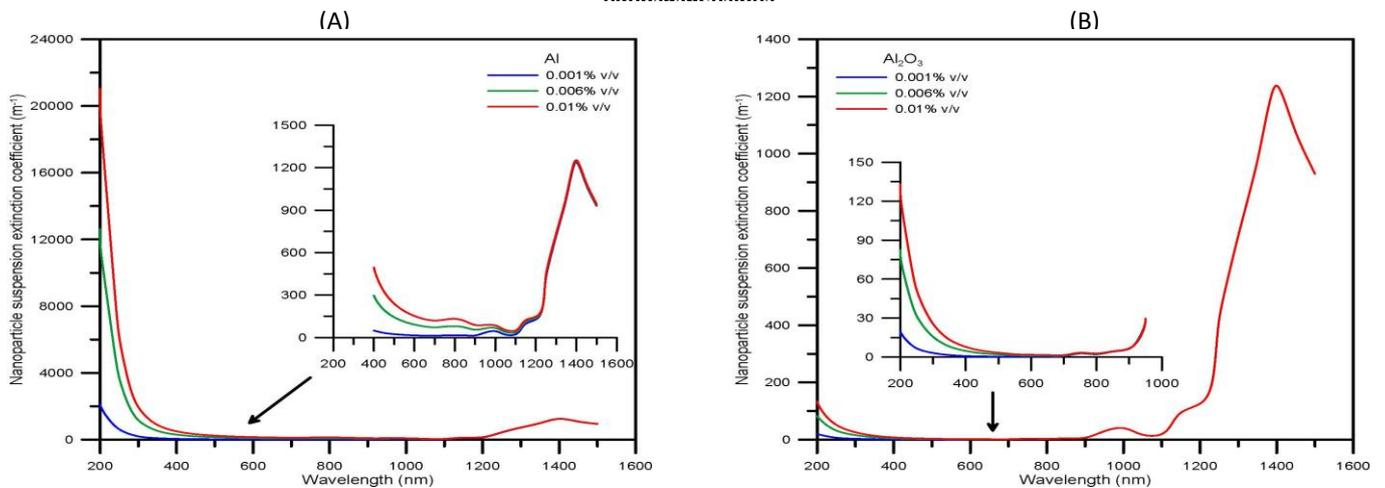 (A)
Nanoparticle suspension extinction coefficient (m⁻¹)
24000
20000
16000
12000
8000
4000
0
200 400 600 800 1000 1200 1400 1600
Wavelength (nm)
Al
0.001% v/v
0.006% v/v
0.01% v/v
1500
1200
900
600
300
0
200 400 600 800 1000 1200 1400 1600
(B)
Nanoparticle suspension extinction coefficient (m⁻¹)
1400
1200
1000
800
600
400
200
0
200 400 600 800 1000 1200 1400 1600
Wavelength (nm)
Al₂O₃
0.001% v/v
0.006% v/v
0.01% v/v
150
120
90
60
30
0
200 400 600 800 1000